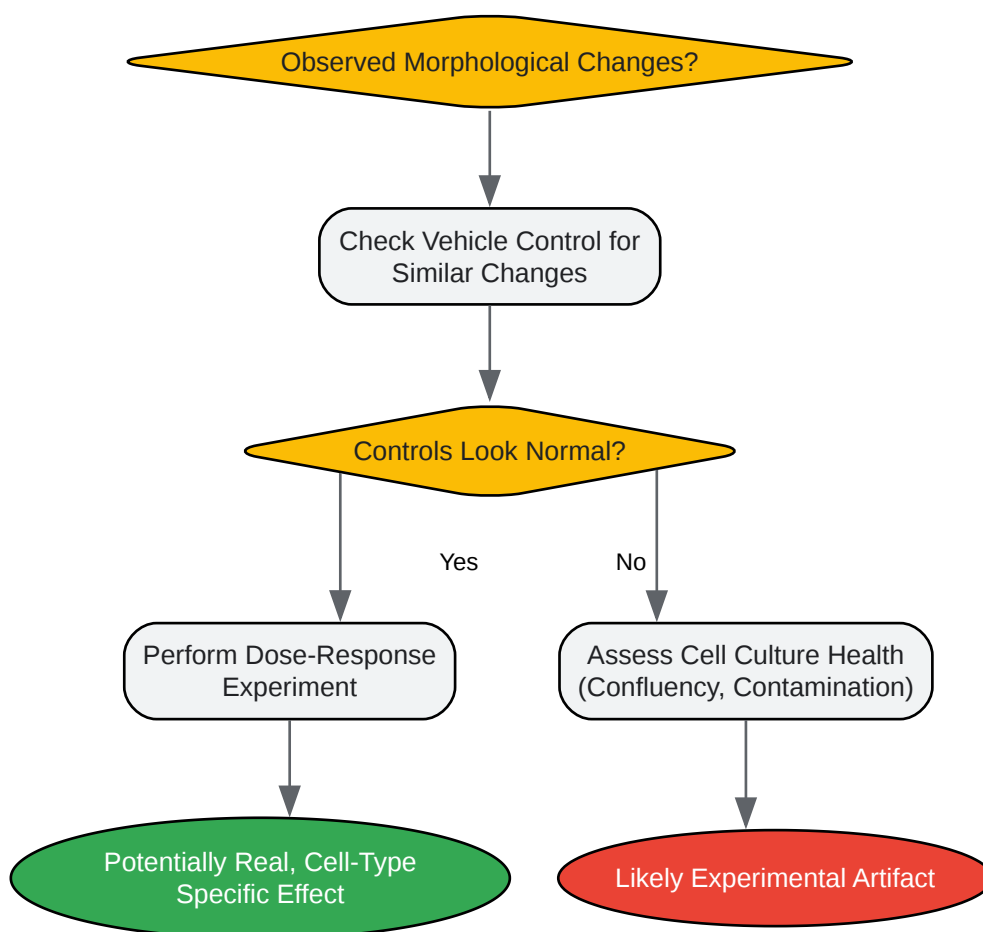 Observed Morphological Changes?
Check Vehicle Control for
Similar Changes
Controls Look Normal?
Yes
No
Perform Dose-Response
Experiment
Assess Cell Culture Health
(Confluency, Contamination)
Potentially Real, Cell-Type
Specific Effect
Likely Experimental Artifact